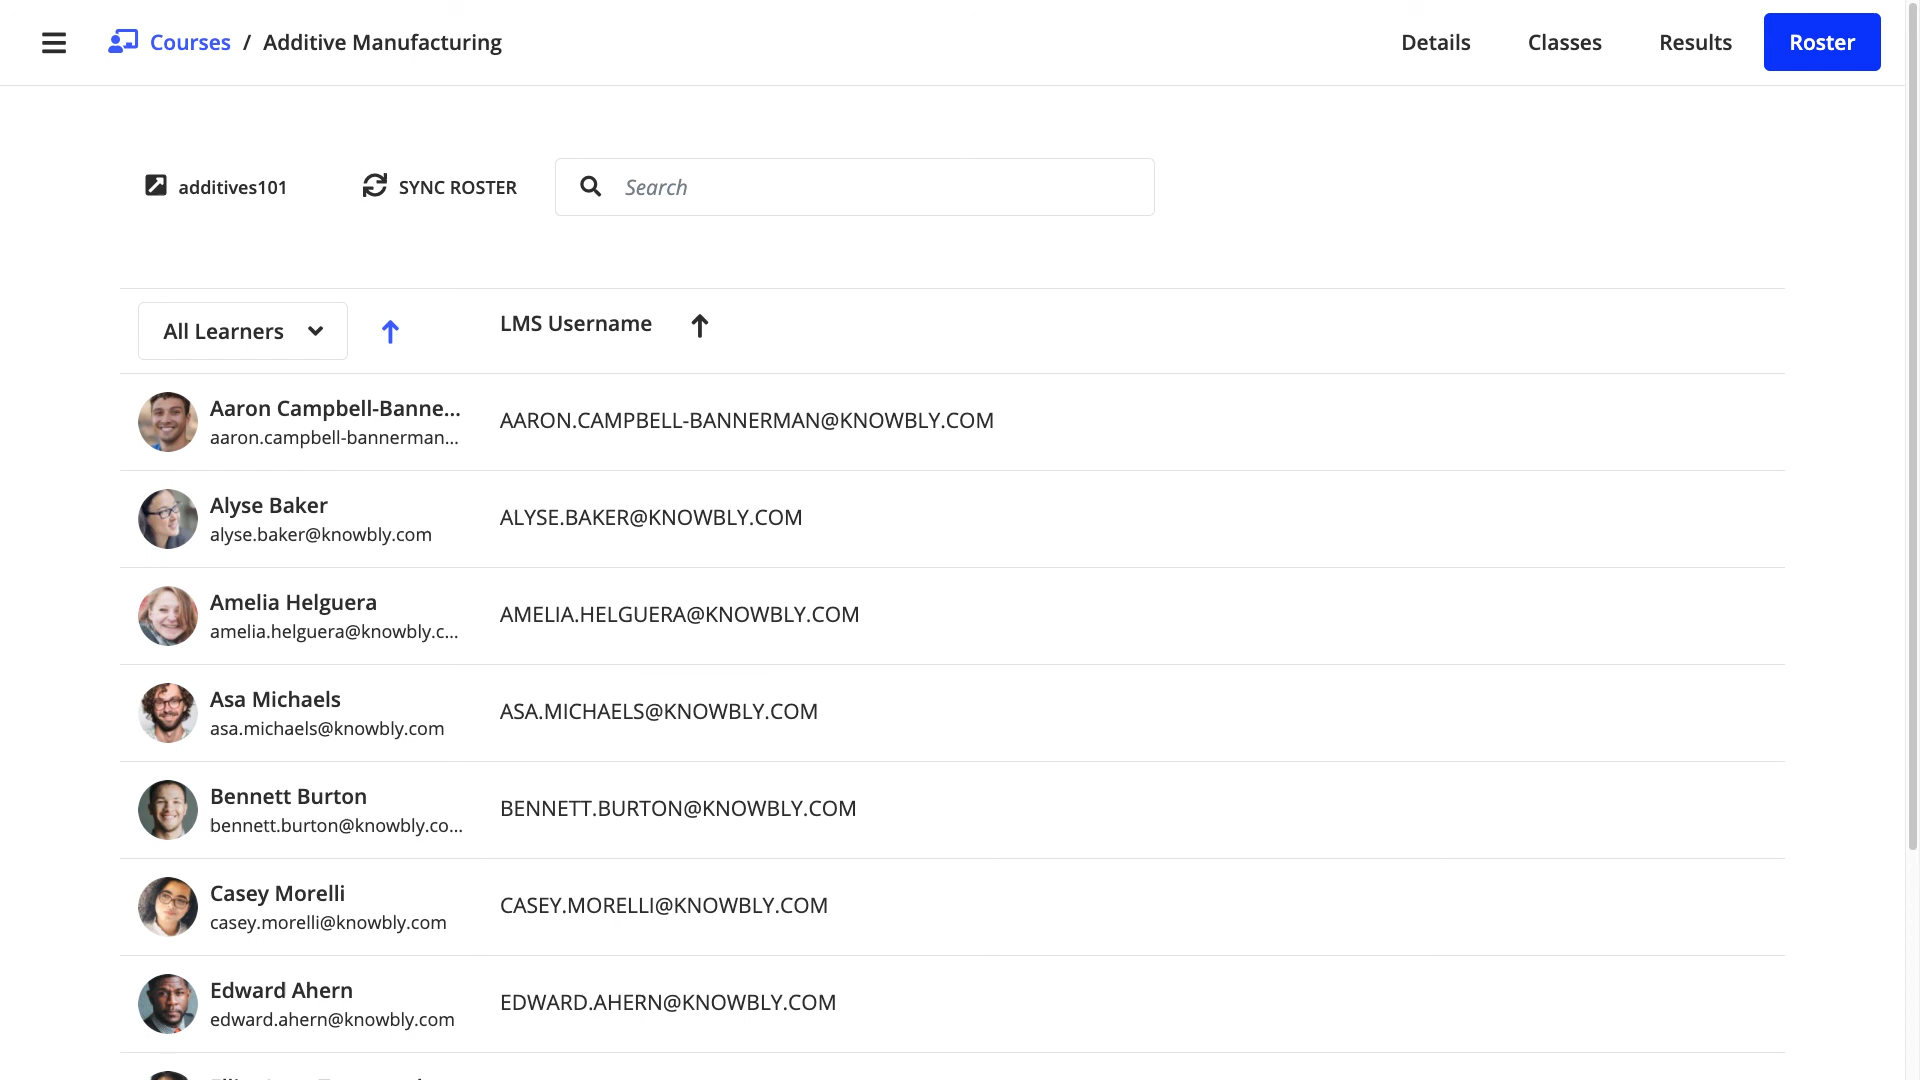 Courses / Additive Manufacturing
Details
Classes
Results
Roster
additives101
SYNC ROSTER
Search
All Learners
LMS Username
Aaron Campbell-Banne...
aaron.campbell-bannerman...
AARON.CAMPBELL-BANNERMAN@KNOWBLY.COM
Alyse Baker
alyse.baker@knowbly.com
ALYSE.BAKER@KNOWBLY.COM
Amelia Helguera
amelia.helguera@knowbly.c...
AMELIA.HELGUERA@KNOWBLY.COM
Asa Michaels
asa.michaels@knowbly.com
ASA.MICHAELS@KNOWBLY.COM
Bennett Burton
bennett.burton@knowbly.co...
BENNETT.BURTON@KNOWBLY.COM
Casey Morelli
casey.morelli@knowbly.com
CASEY.MORELLI@KNOWBLY.COM
Edward Ahern
edward.ahern@knowbly.com
EDWARD.AHERN@KNOWBLY.COM